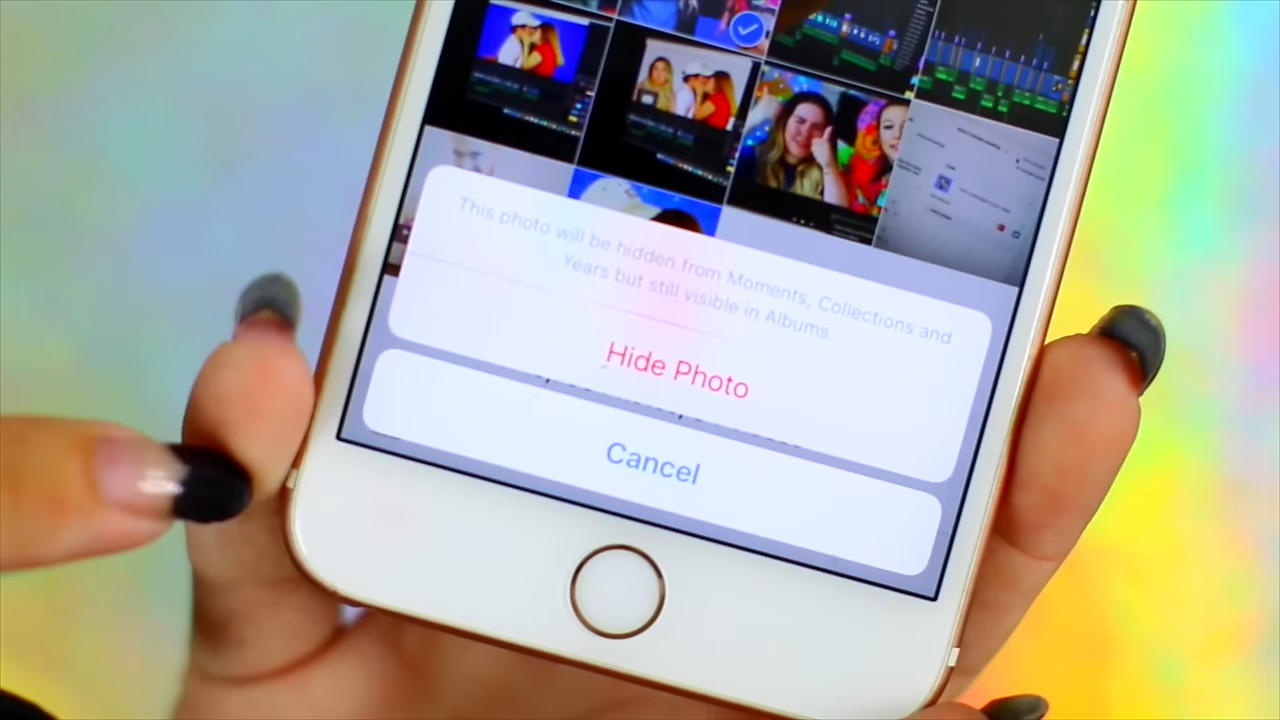 This photo will be hidden from Moments, Collections and
Years but still visible in Albums.
Hide Photo
Cancel